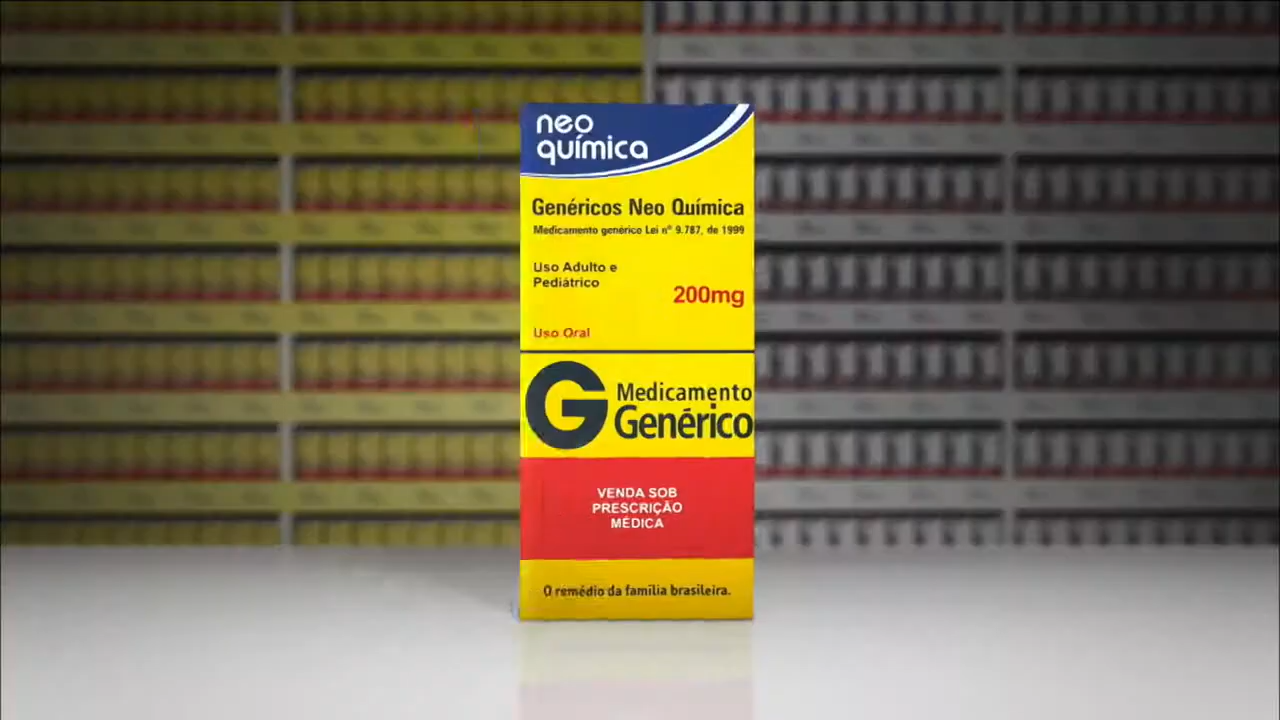 neo
química
Genéricos Neo Química
Medicamento genérico Lei nº 9.787, de 1999
Uso Adulto e
Pediátrico
200mg
Uso Oral
G Medicamento
Genérico
VENDA SOB
PRESCRIÇÃO
MÉDICA
O remédio da família brasileira.